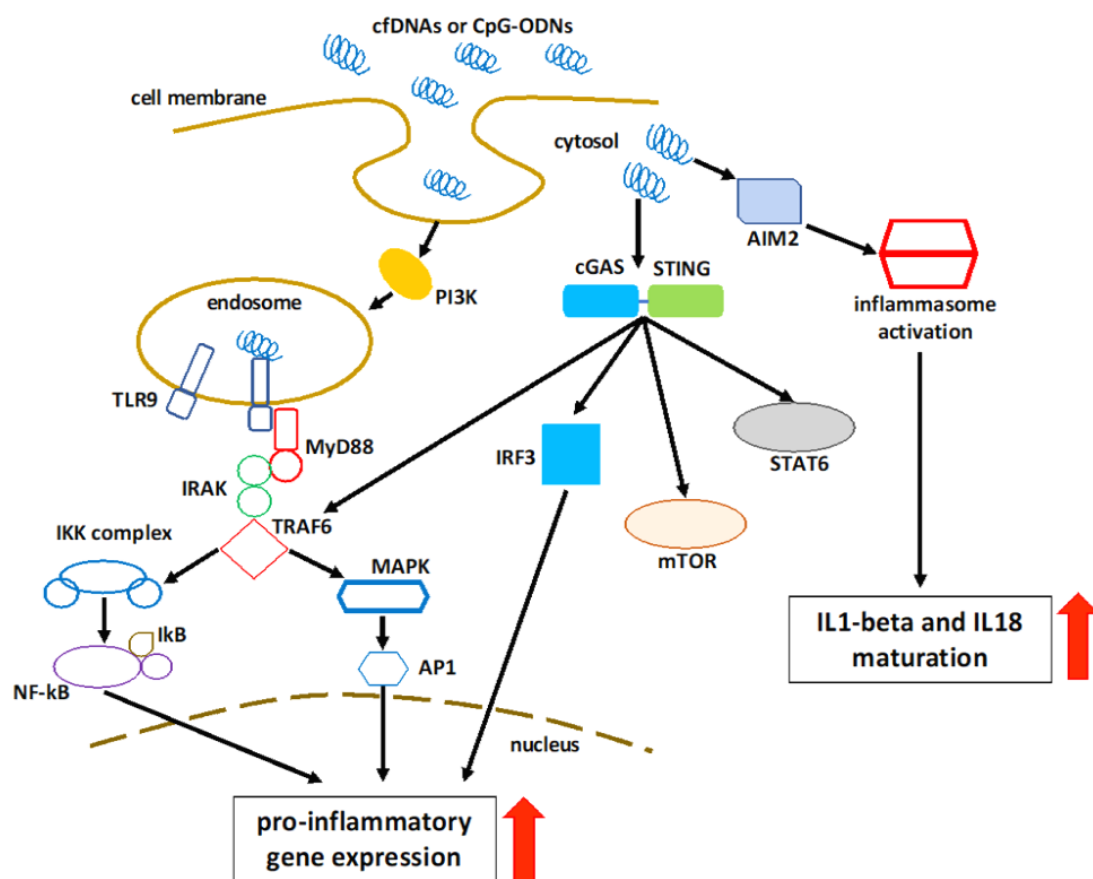 cfDNAs or CpG-ODNs
cell membrane
cytosol
AIM2
cGAS
STING
PI3K
endosome
inflammasome
activation
TLR9
MyD88
IRF3
STAT6
IRAK
TRAF6
IKK complex
mTOR
MAPK
IkB
IL1-beta and IL18
maturation
NF-kB
AP1
nucleus
pro-inflammatory
gene expression